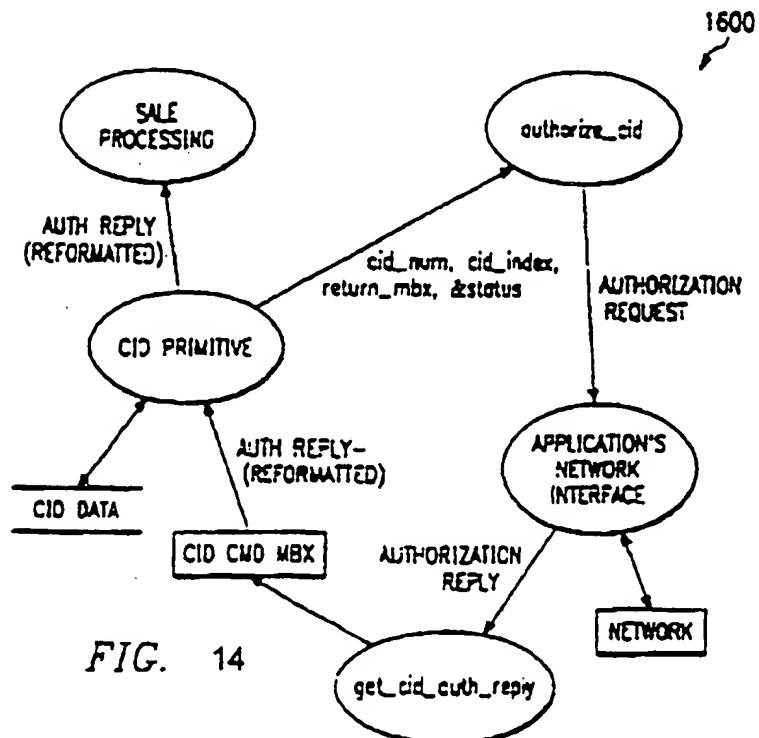 1600
SALE
PROCESSING
authorize_cid
AUTH REPLY
(REFORMATTED)
cid_num, cid_index,
return_mbx, &status
AUTHORIZATION
REQUEST
CID PRIMITIVE
AUTH REPLY-
(REFORMATTED)
APPLICATION'S
NETWORK
INTERFACE
CID DATA
CID CMD MBX
AUTHORIZATION
REPLY
NETWORK
FIG. 14
get_cid_auth_reply